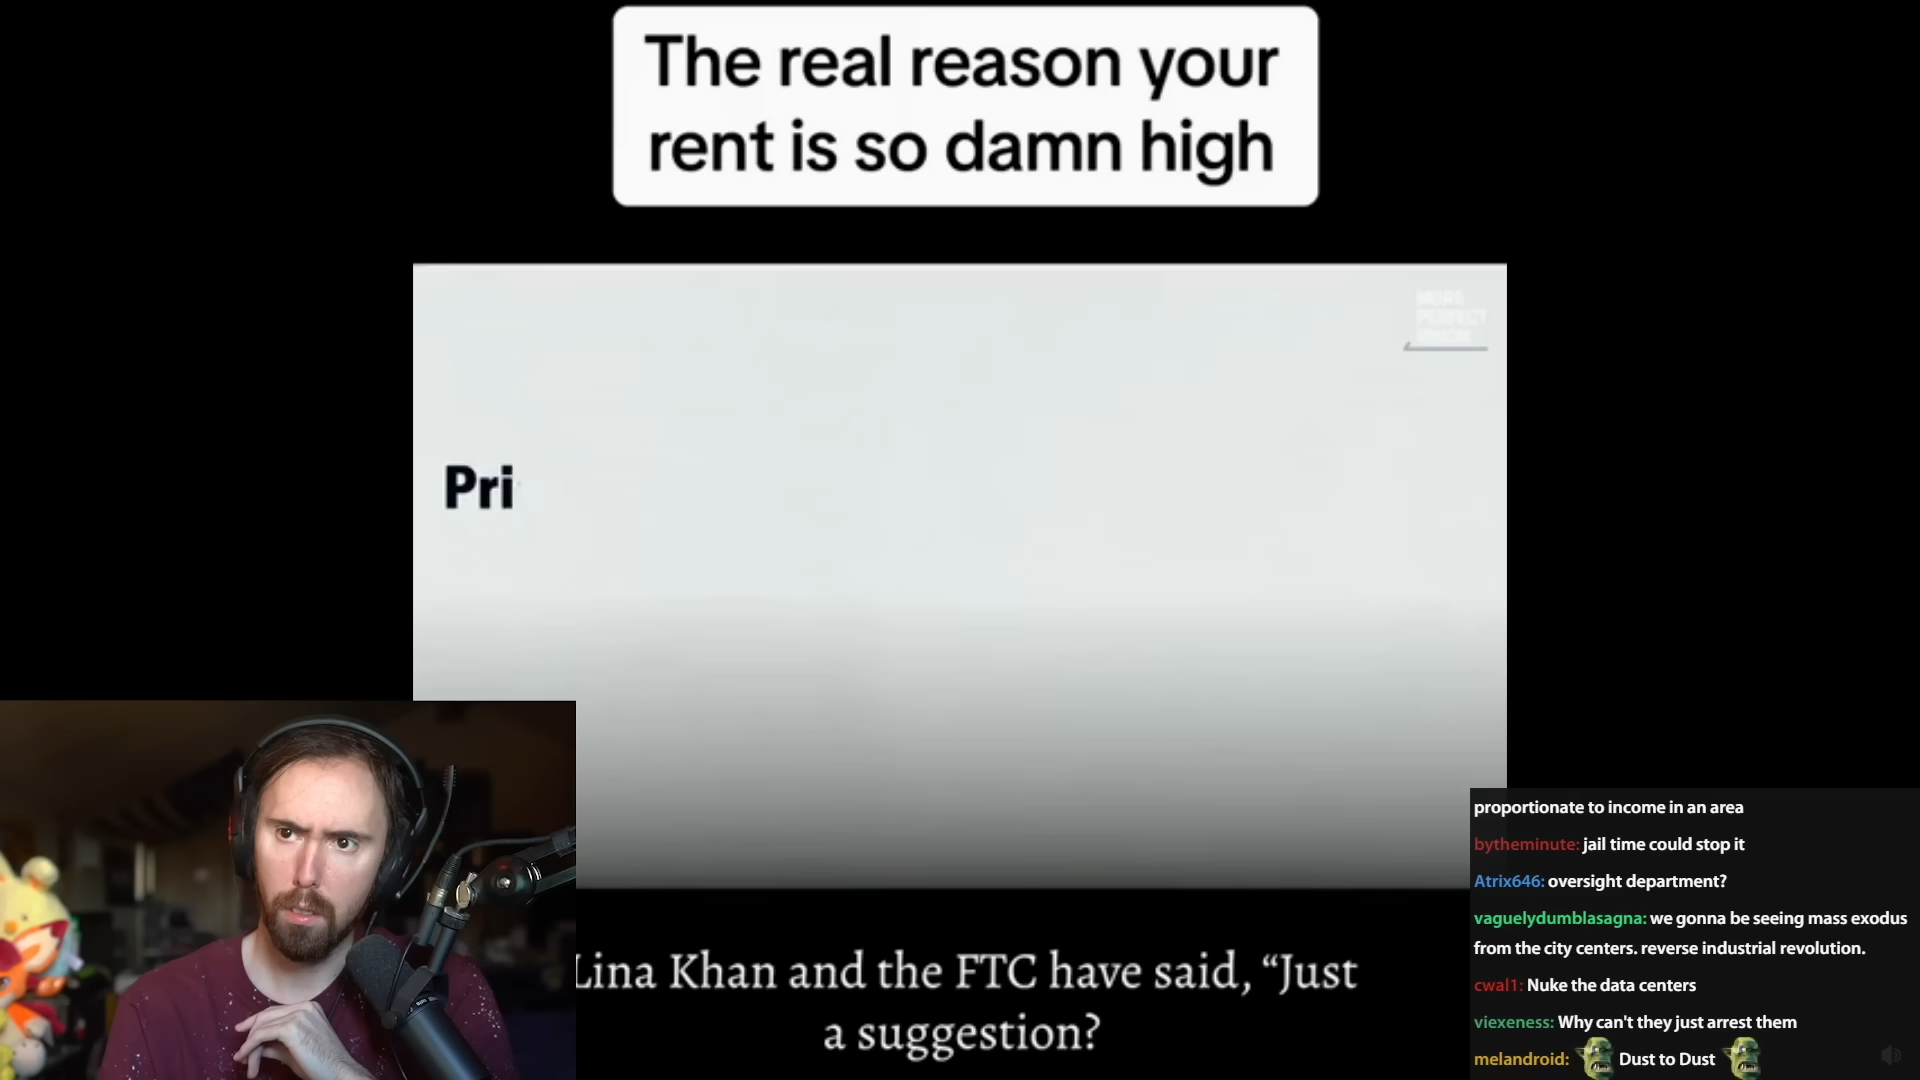 The real reason your
rent is so damn high
MORE
PERFECT
UNION
Pri
Lina Khan and the FTC have said, “Just
a suggestion?
proportionate to income in an area
bytheminute: jail time could stop it
Atrix646: oversight department?
vaguelydumblasagna: we gonna be seeing mass exodus
from the city centers. reverse industrial revolution.
cwal1: Nuke the data centers
viexeness: Why can't they just arrest them
melandroid: Dust to Dust